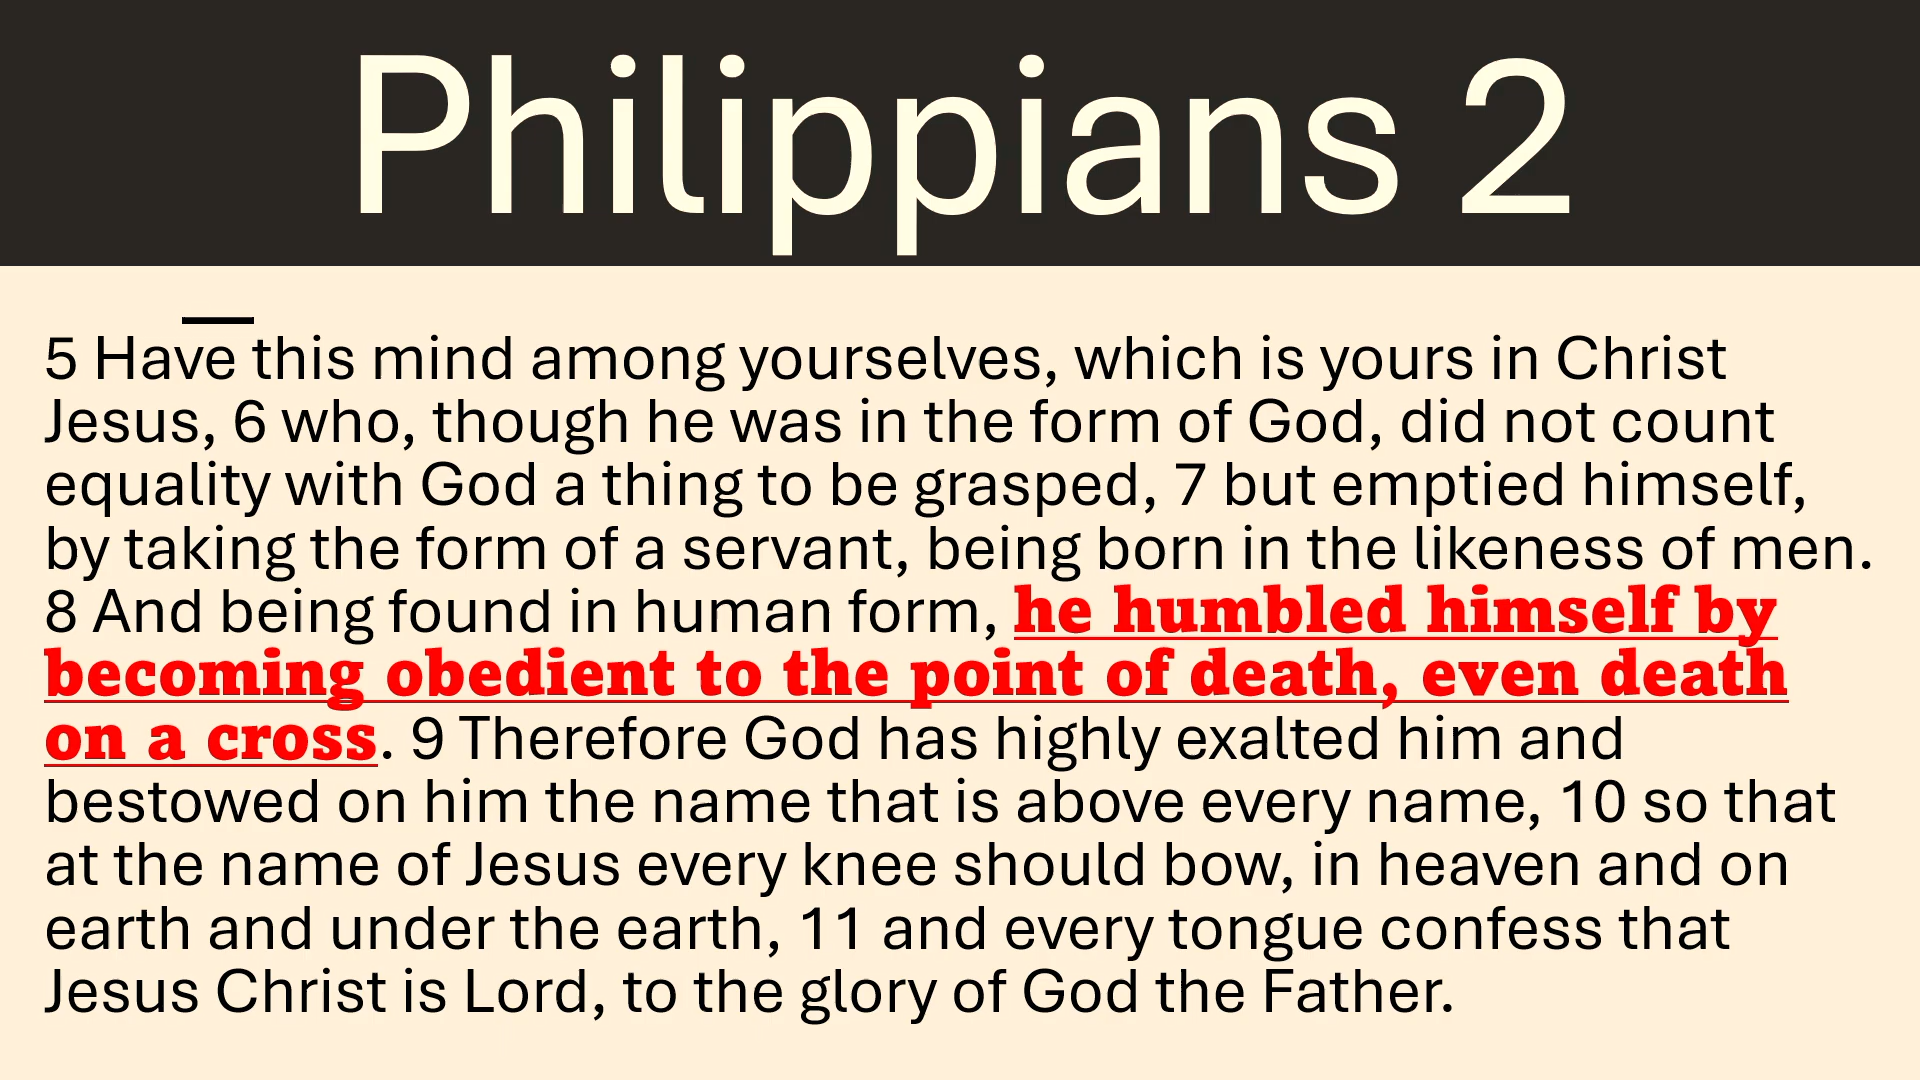 Philippians 2
5 Have this mind among yourselves, which is yours in Christ
Jesus, 6 who, though he was in the form of God, did not count
equality with God a thing to be grasped, 7 but emptied himself,
by taking the form of a servant, being born in the likeness of men.
8 And being found in human form, he humbled himself by
becoming obedient to the point of death, even death
on a cross. 9 Therefore God has highly exalted him and
bestowed on him the name that is above every name, 10 so that
at the name of Jesus every knee should bow, in heaven and on
earth and under the earth, 11 and every tongue confess that
Jesus Christ is Lord, to the glory of God the Father.